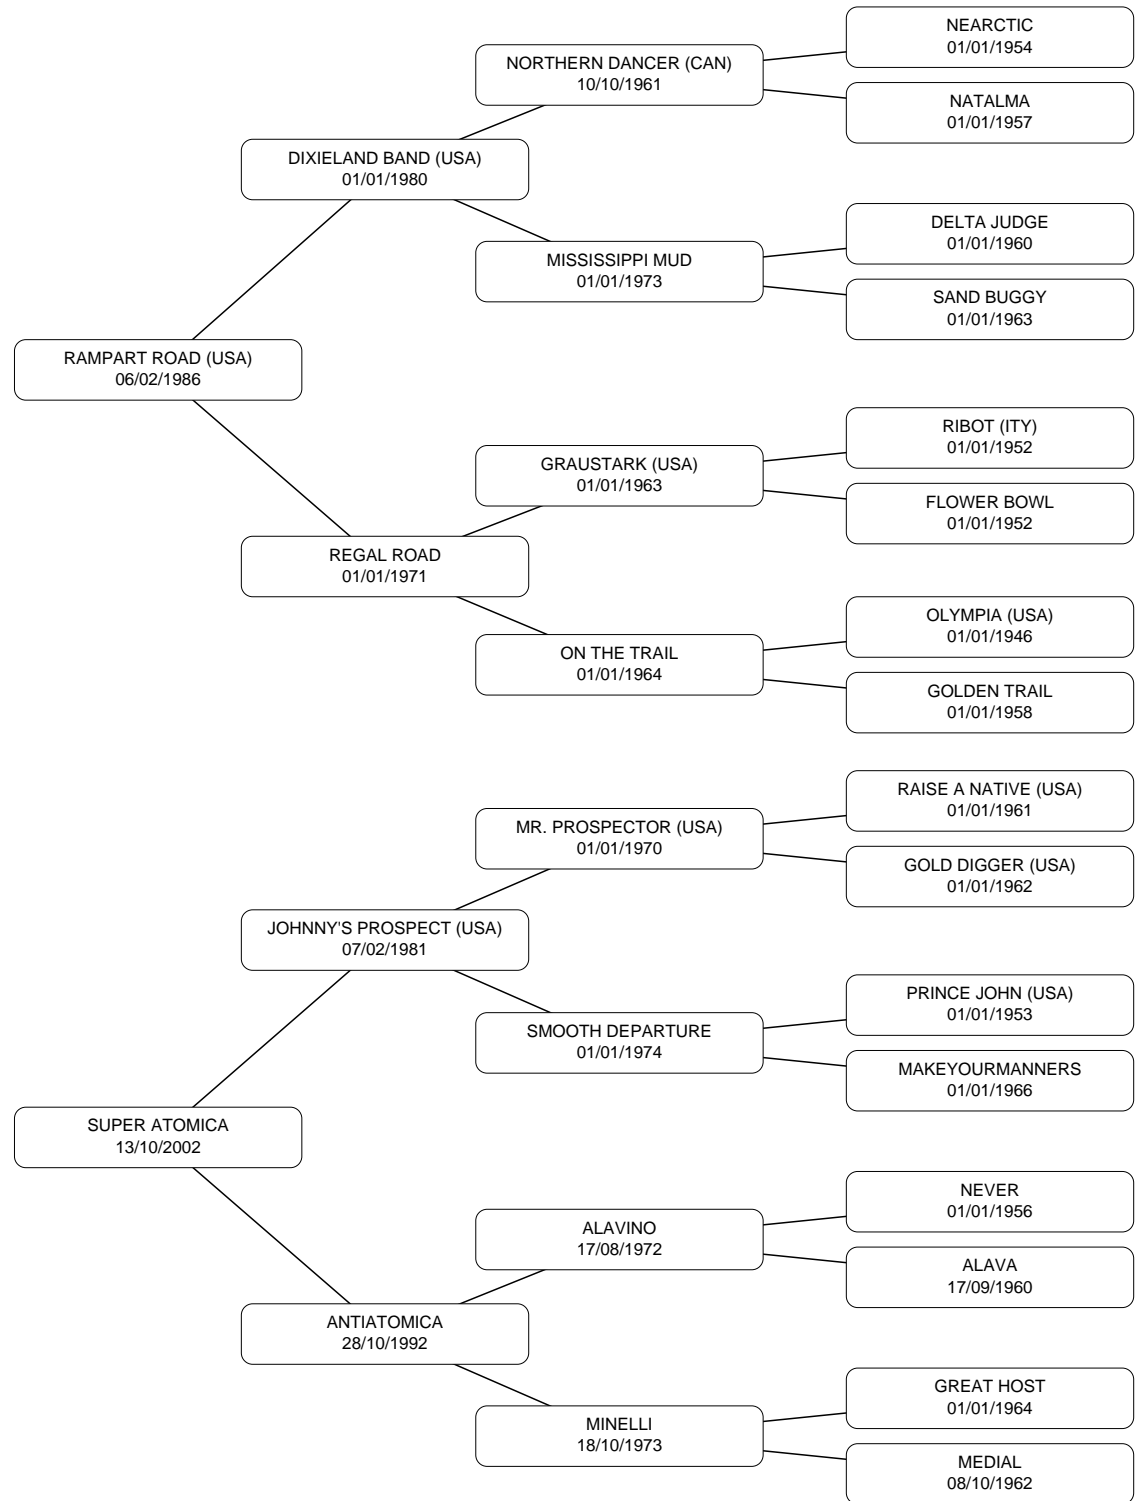 NEARCTIC
01/01/1954
NORTHERN DANCER (CAN)
10/10/1961
NATALMA
01/01/1957
DIXIELAND BAND (USA)
01/01/1980
DELTA JUDGE
01/01/1960
MISSISSIPPI MUD
01/01/1973
SAND BUGGY
01/01/1963
RAMPART ROAD (USA)
06/02/1986
RIBOT (ITY)
01/01/1952
GRAUSTARK (USA)
01/01/1963
FLOWER BOWL
01/01/1952
REGAL ROAD
01/01/1971
OLYMPIA (USA)
01/01/1946
ON THE TRAIL
01/01/1964
GOLDEN TRAIL
01/01/1958
RAISE A NATIVE (USA)
01/01/1961
MR. PROSPECTOR (USA)
01/01/1970
GOLD DIGGER (USA)
01/01/1962
JOHNNY'S PROSPECT (USA)
07/02/1981
PRINCE JOHN (USA)
01/01/1953
SMOOTH DEPARTURE
01/01/1974
MAKEYOURMANNERS
01/01/1966
SUPER ATOMICA
13/10/2002
NEVER
01/01/1956
ALAVINO
17/08/1972
ALAVA
17/09/1960
ANTIATOMICA
28/10/1992
GREAT HOST
01/01/1964
MINELLI
18/10/1973
MEDIAL
08/10/1962